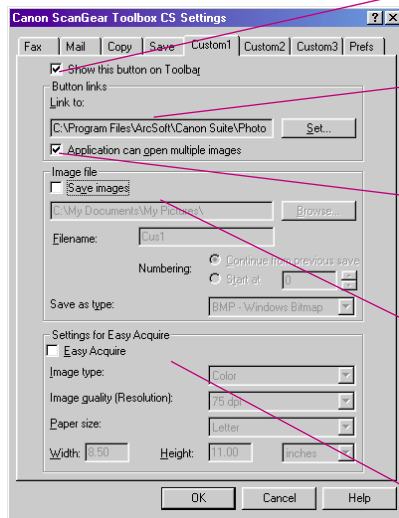 Canon ScanGear Toolbox CS Settings
Fax Mail Copy Save Custom1 Custom2 Custom3 Prefs
Show this button on Toolbar
Button links
Link to:
C:\Program Files\ArcSoft\Canon Suite\Photo Set...
Application can open multiple images
Image file
Save images
C:\My Documents\My Pictures\ Browse...
Filename: Cus1
Numbering: Continue from previous save
Start at 0
Save as type: BMP - Windows Bitmap
Settings for Easy Acquire
Easy Acquire
Image type: Color
Image quality (Resolution): 75 dpi
Paper size: Letter
Width: 8.50 Height: 11.00 inches
OK Cancel Help